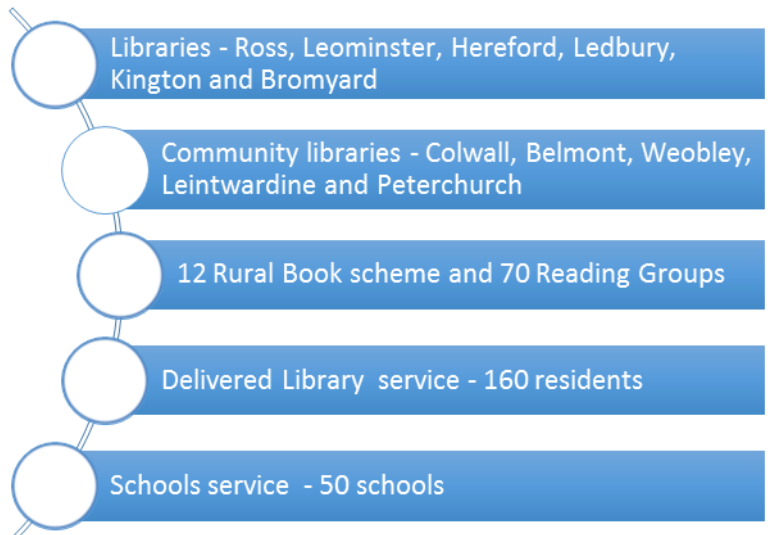 Libraries - Ross, Leominster, Hereford, Ledbury,
Kington and Bromyard
Community libraries - Colwall, Belmont, Weobley,
Leintwardine and Peterchurch
12 Rural Book scheme and 70 Reading Groups
Delivered Library service - 160 residents
Schools service - 50 schools